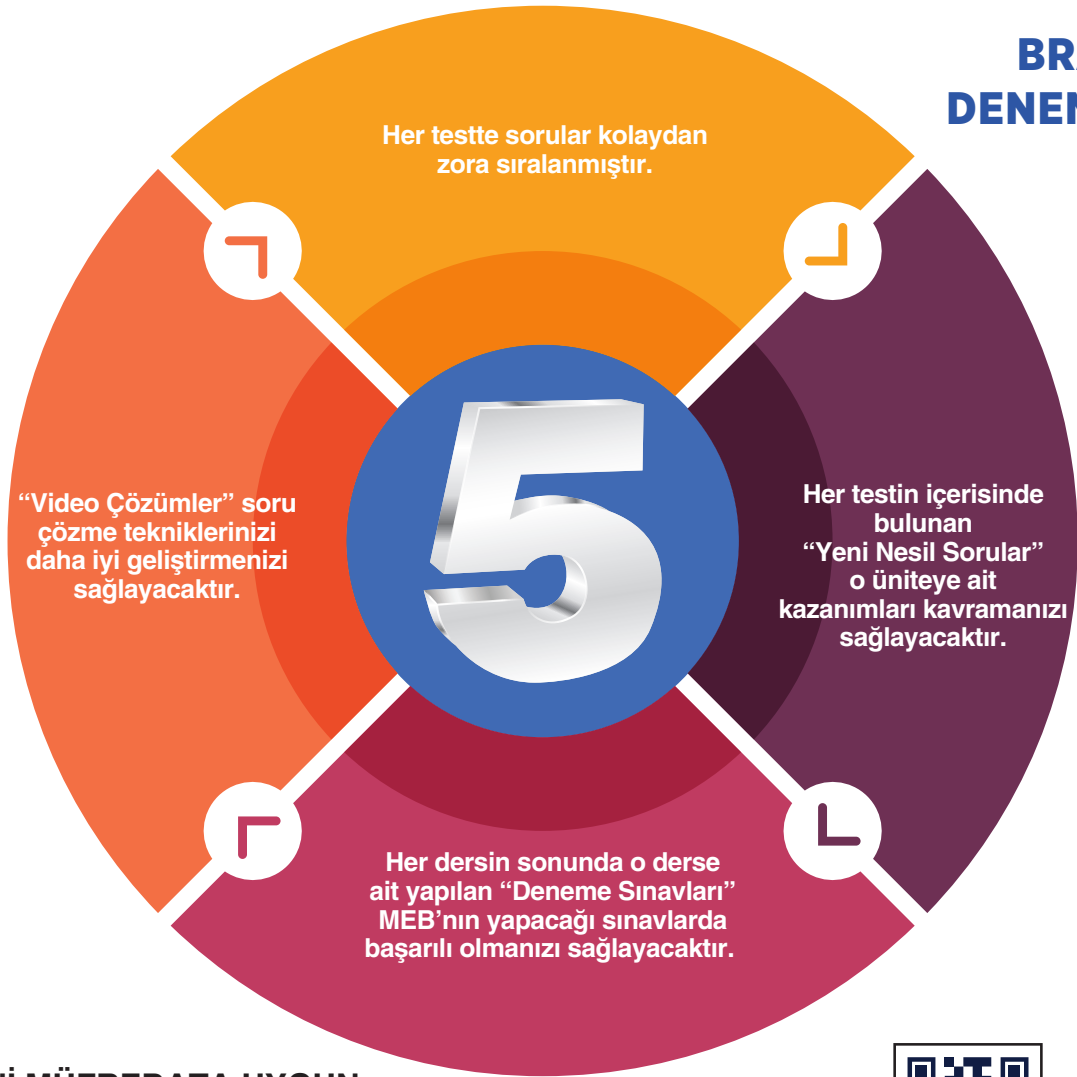 Her testte sorular kolaydan
zora sıralanmıştır.
“Video Çözümler” soru
çözme tekniklerinizi
daha iyi geliştirmenizi
sağlayacaktır.
5
Her testin içerisinde
bulunan
“Yeni Nesil Sorular”
o üniteye ait
kazanımları kavramanızı
sağlayacaktır.
Her dersin sonunda o derse
ait yapılan “Deneme Sınavları”
MEB’nın yapacağı sınavlarda
başarılı olmanızı sağlayacaktır.